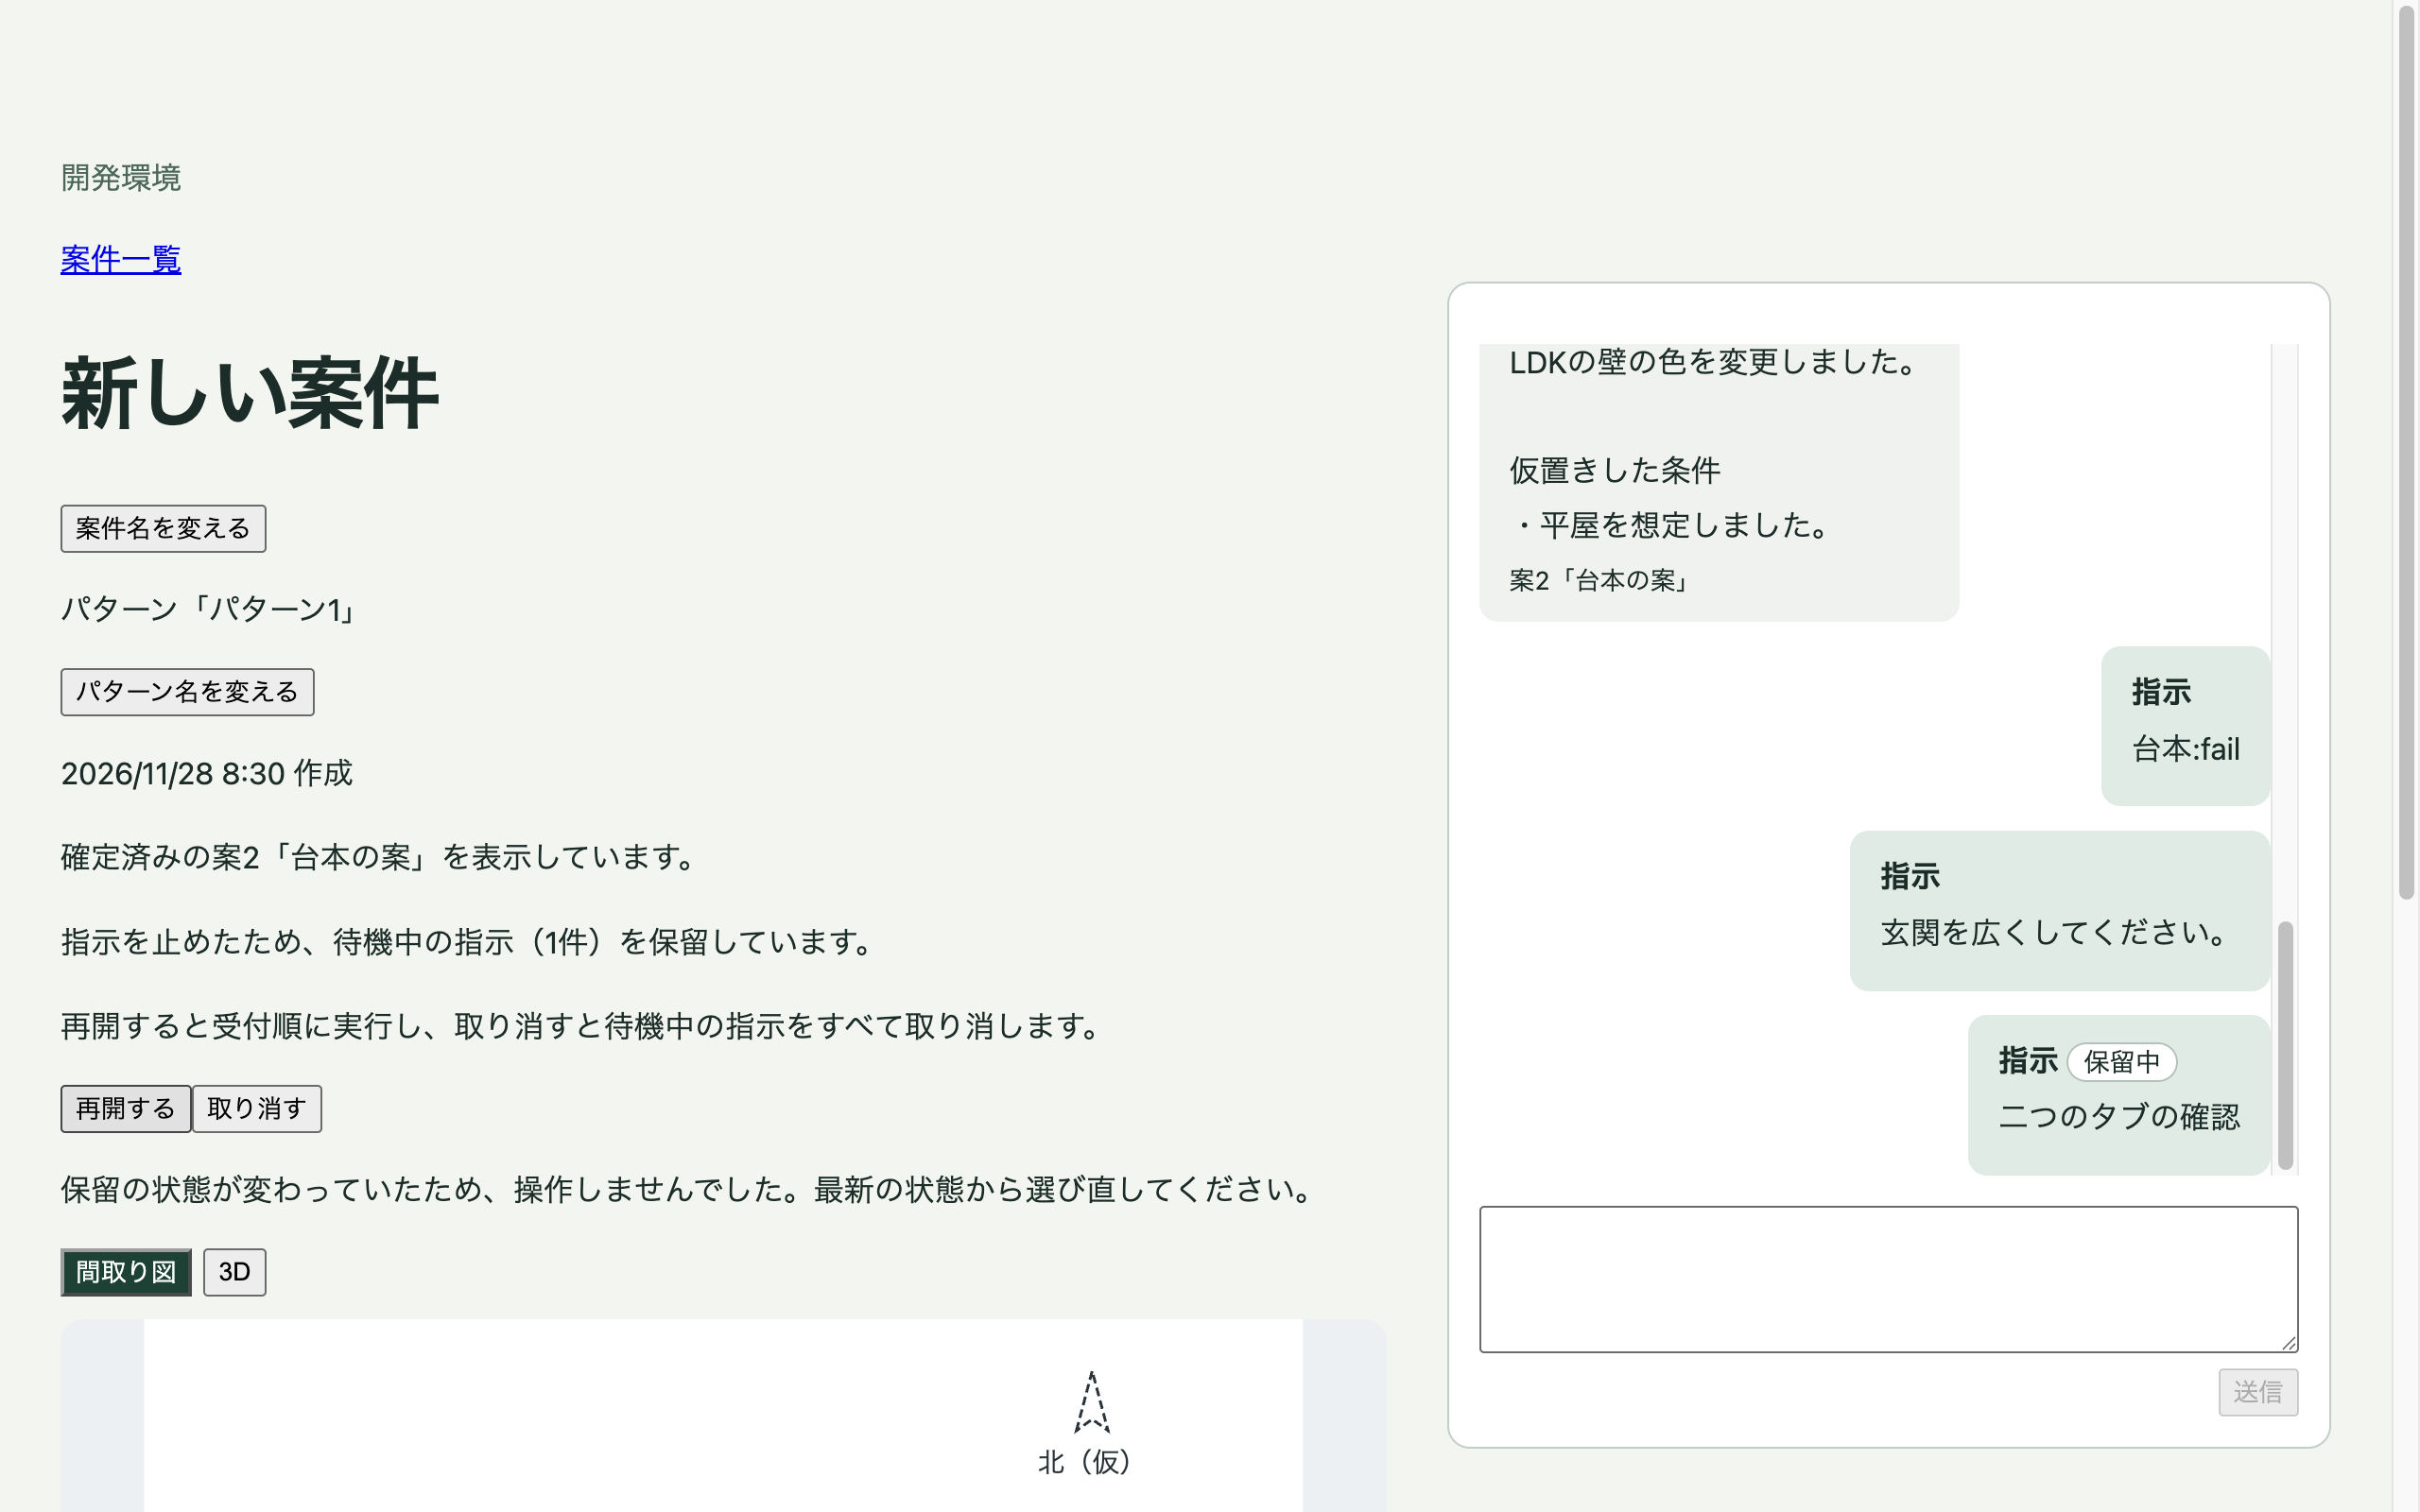 開発環境
案件一覧
新しい案件
案件名を変える
パターン「パターン1」
パターン名を変える
2026/11/28 8:30 作成
確定済みの案2「台本の案」を表示しています。
指示を止めたため、待機中の指示（1件）を保留しています。
再開すると受付順に実行し、取り消すと待機中の指示をすべて取り消します。
再開する 取り消す
保留の状態が変わっていたため、操作しませんでした。最新の状態から選び直してください。
間取り図 3D
北（仮）
LDKの壁の色を変更しました。
仮置きした条件
・平屋を想定しました。
案2「台本の案」
指示
台本:fail
指示
玄関を広くしてください。
指示 保留中
二つのタブの確認
送信